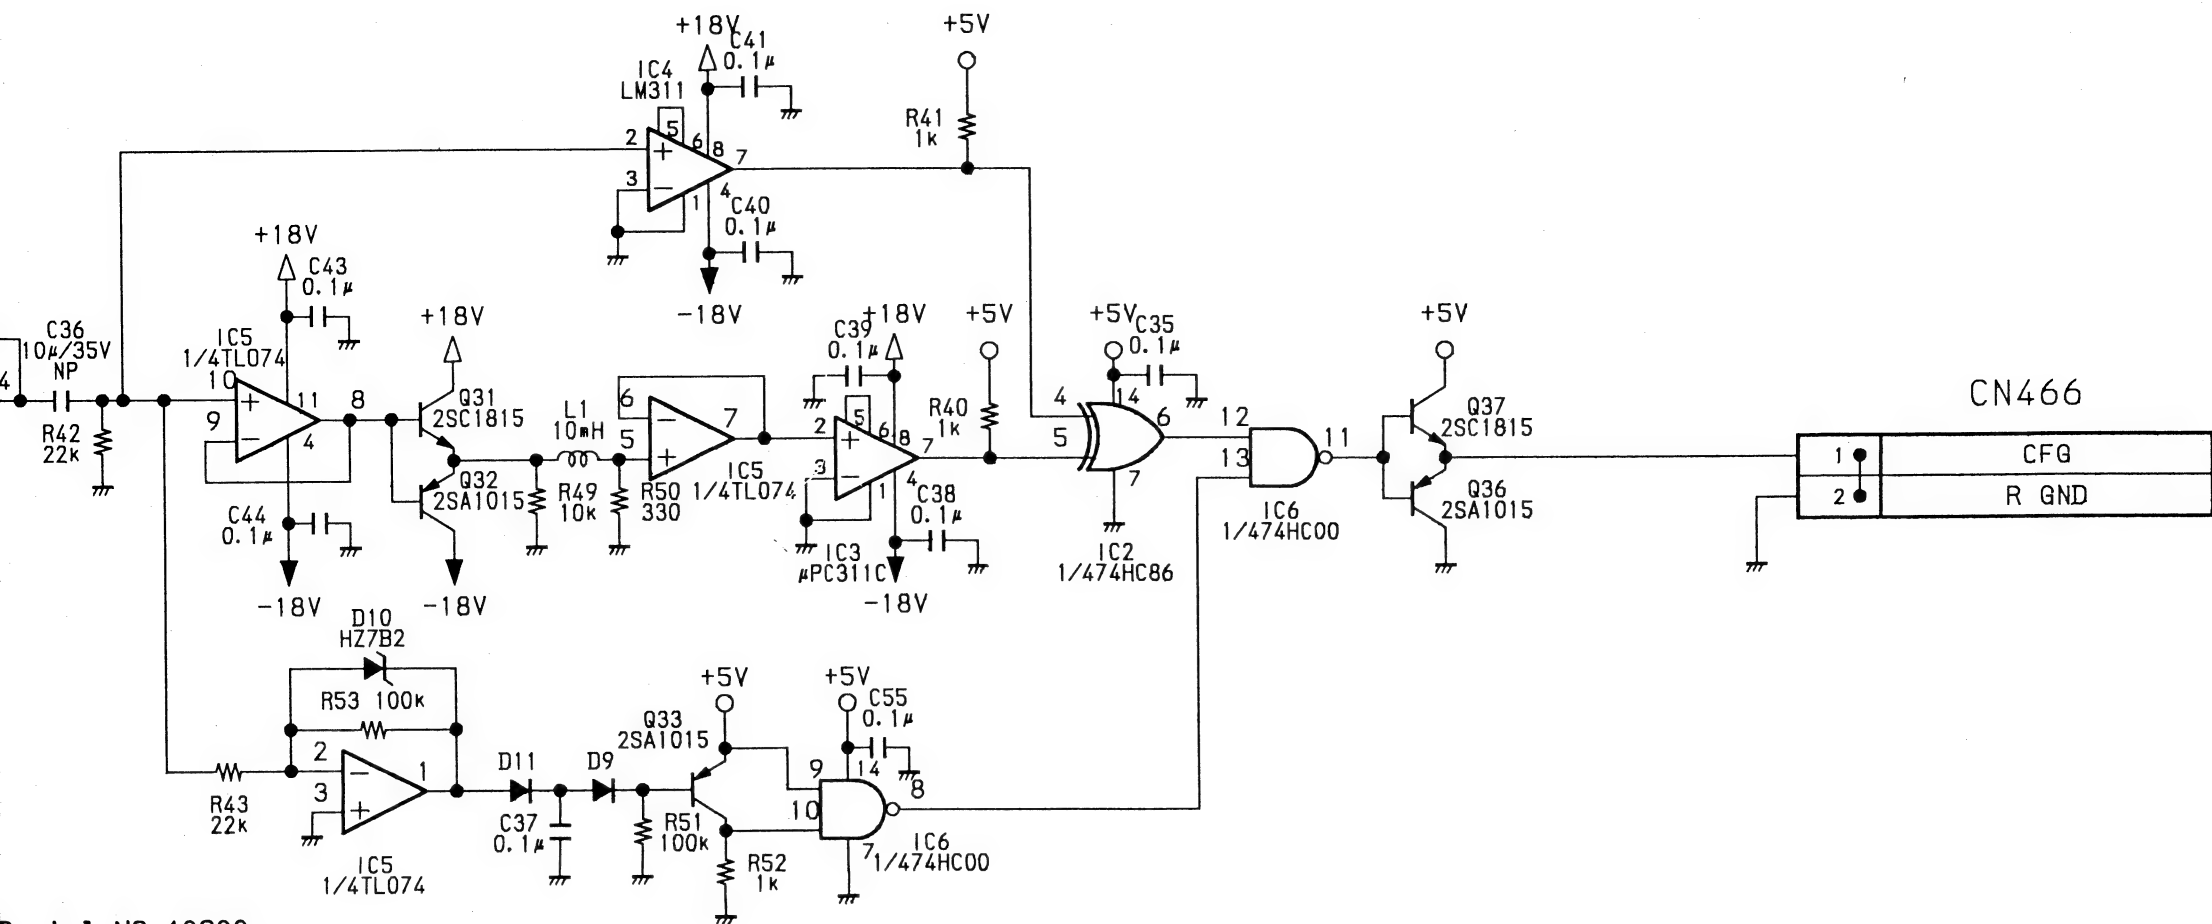 +18V
C41
0.1μ
+5V
IC4
LM311
5
6
8
2
+
7
3
−
4
1
R41
1k
C40
0.1μ
-18V
+18V
C43
0.1μ
C36
10μ/35V
NP
4
R42
22k
IC5
1/4TL074
10
+
11
8
9
−
4
C44
0.1μ
-18V
+18V
Q31
2SC1815
Q32
2SA1015
-18V
L1
10mH
R49
10k
R50
330
6
−
7
5
+
IC5
1/4TL074
C39
0.1μ
+18V
5
6
8
2
+
7
3
−
4
1
IC3
μPC311C
C38
0.1μ
-18V
+5V
R40
1k
+5V
C35
0.1μ
14
4
5
6
7
IC2
1/474HC86
12
13
11
IC6
1/474HC00
+5V
Q37
2SC1815
Q36
2SA1015
CN466
1
CFG
2
R GND
D10
HZ7B2
R53 100k
R43
22k
2
−
1
3
+
IC5
1/4TL074
D11
D9
C37
0.1μ
R51
100k
Q33
2SA1015
+5V
R52
1k
+5V
C55
0.1μ
9
14
8
10
7
IC6
1/474HC00